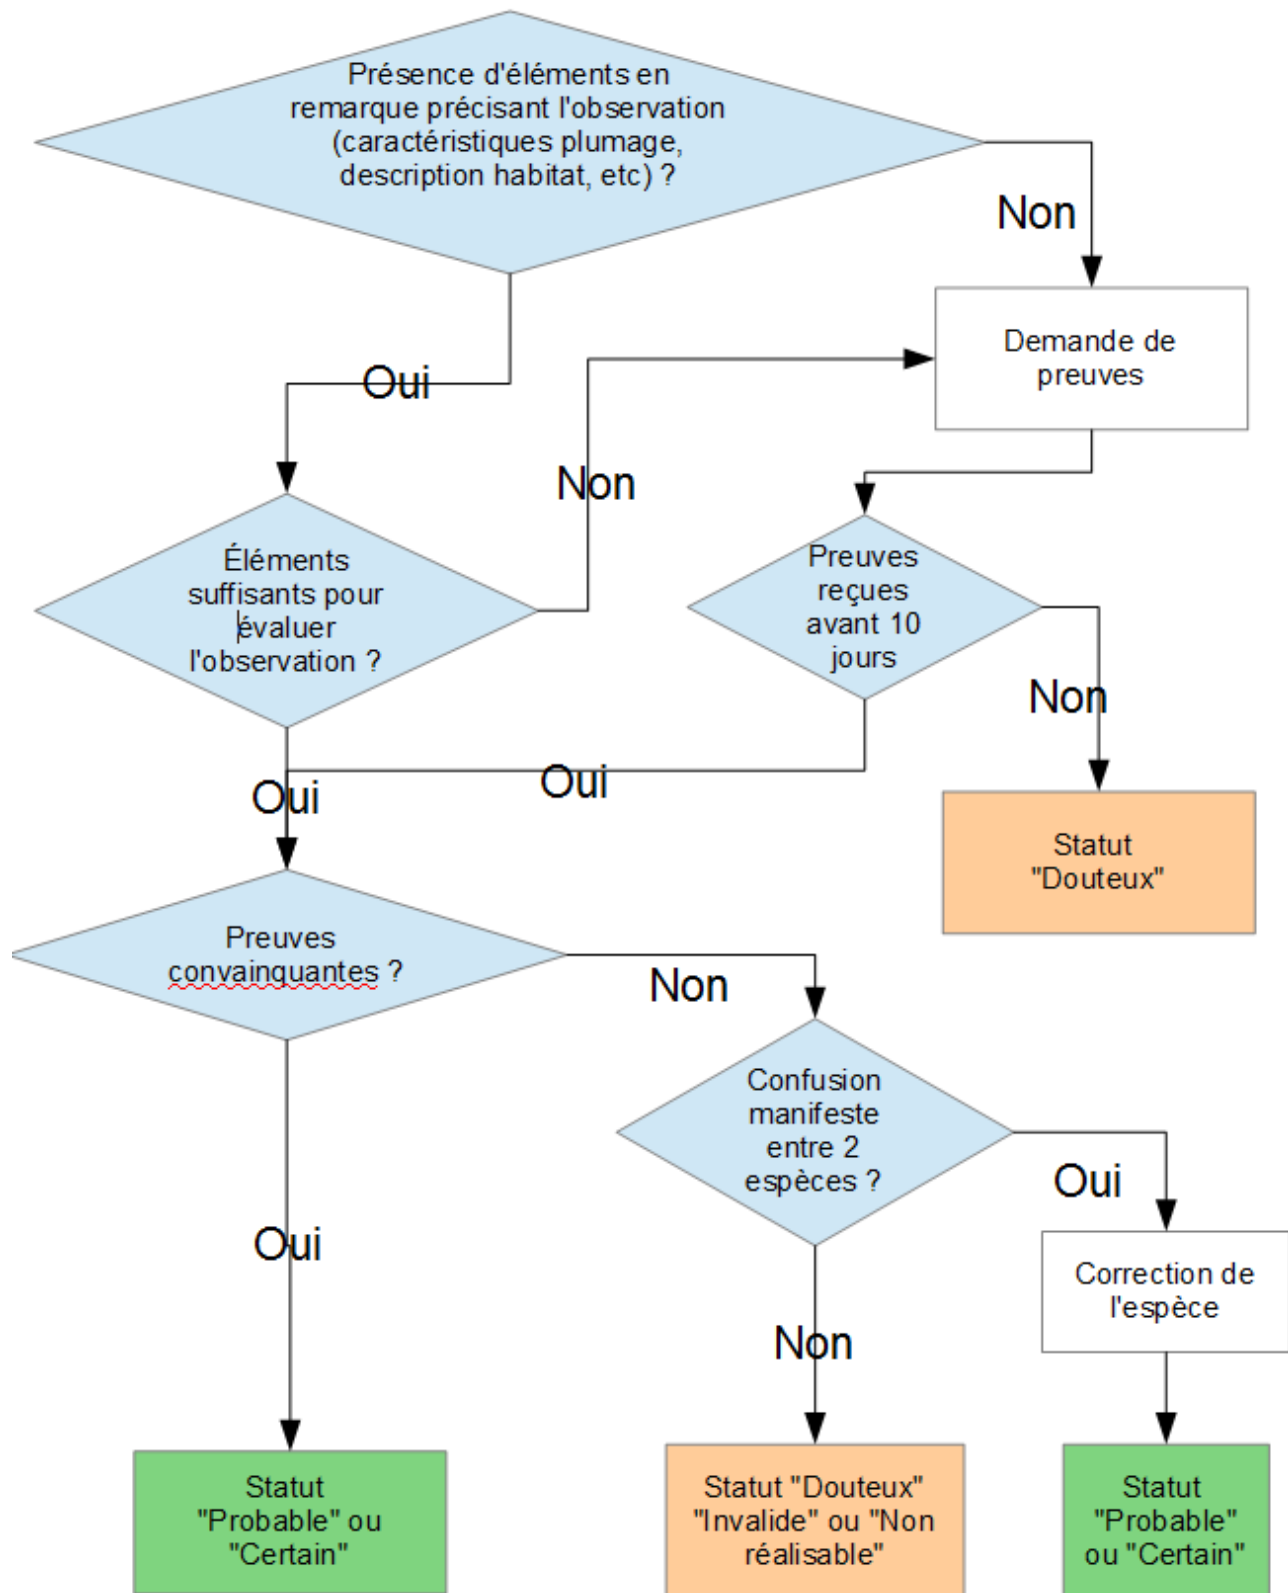 Présence d'éléments en
remarque précisant l'observation
(caractéristiques plumage,
description habitat, etc) ?
Non
Demande de
preuves
Oui
Non
Éléments
suffisants pour
évaluer
l'observation ?
Preuves
reçues
avant 10
jours
Non
Oui
Oui
Statut
"Douteux"
Preuves
convainquantes ?
Non
Confusion
manifeste
entre 2
espèces ?
Oui
Oui
Correction de
l'espèce
Non
Statut
"Probable" ou
"Certain"
Statut "Douteux"
"Invalide" ou "Non
réalisable"
Statut
"Probable"
ou "Certain"